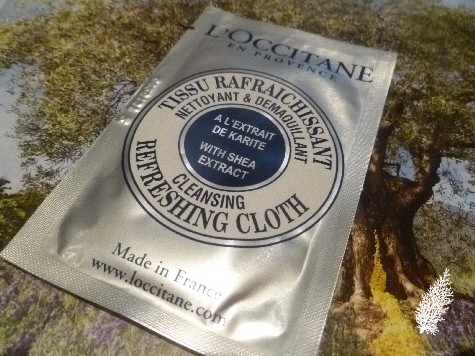 L'OCCITANE
EN PROVENCE
TISSU RAFRAICHISSANT
NETTOYANT & DEMAQUILLANT
A L'EXTRAIT
DE KARITE
WITH SHEA
EXTRACT
CLEANSING
REFRESHING CLOTH
Made in France
www.loccitane.com